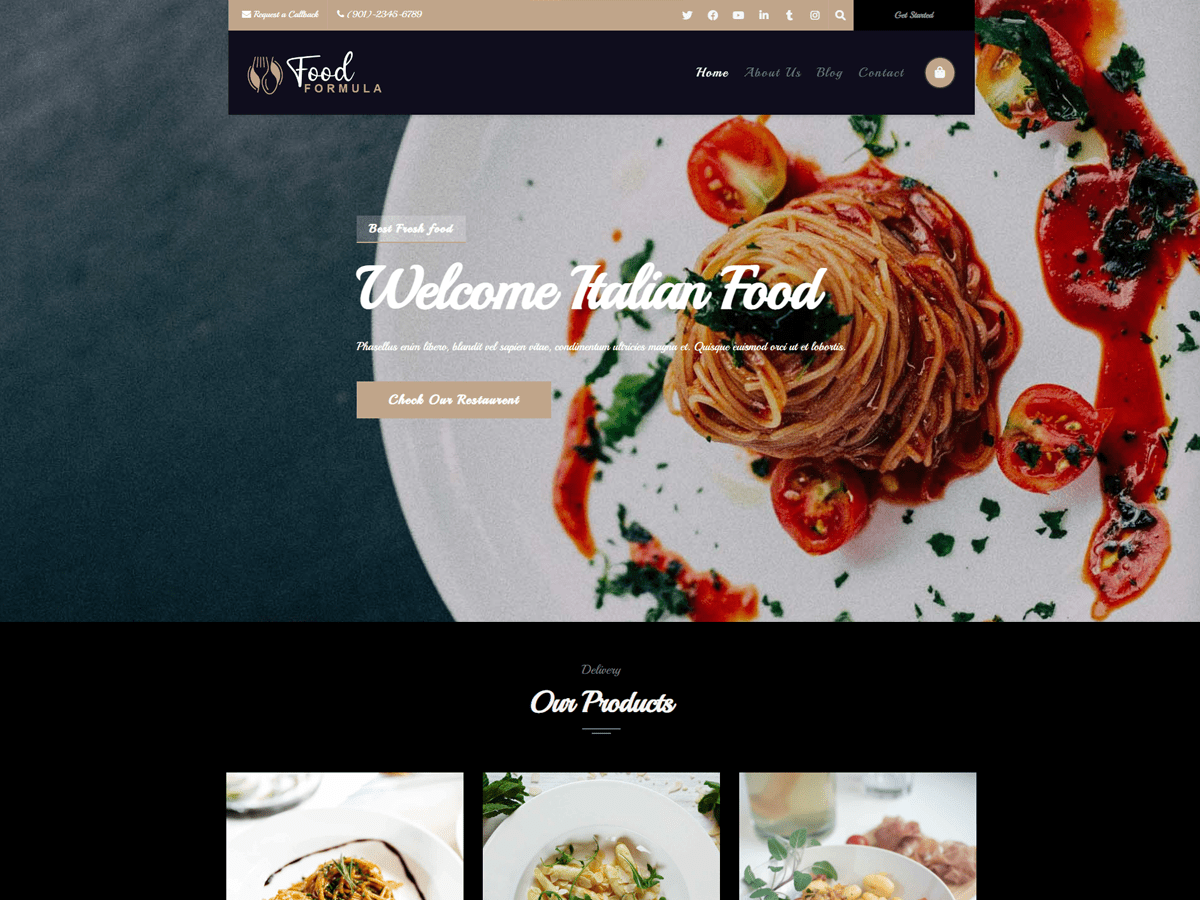 Request a Callback
(901)-2345-6789
Get Started
Food
FORMULA
Home
About Us
Blog
Contact
Best Fresh food
Welcome Italian Food
Phasellus enim libero, blandit vel sapien vitae, condimentum ultricies magna et. Quisque euismod orci ut et lobortis.
Check Our Restaurent
Delivery
Our Products